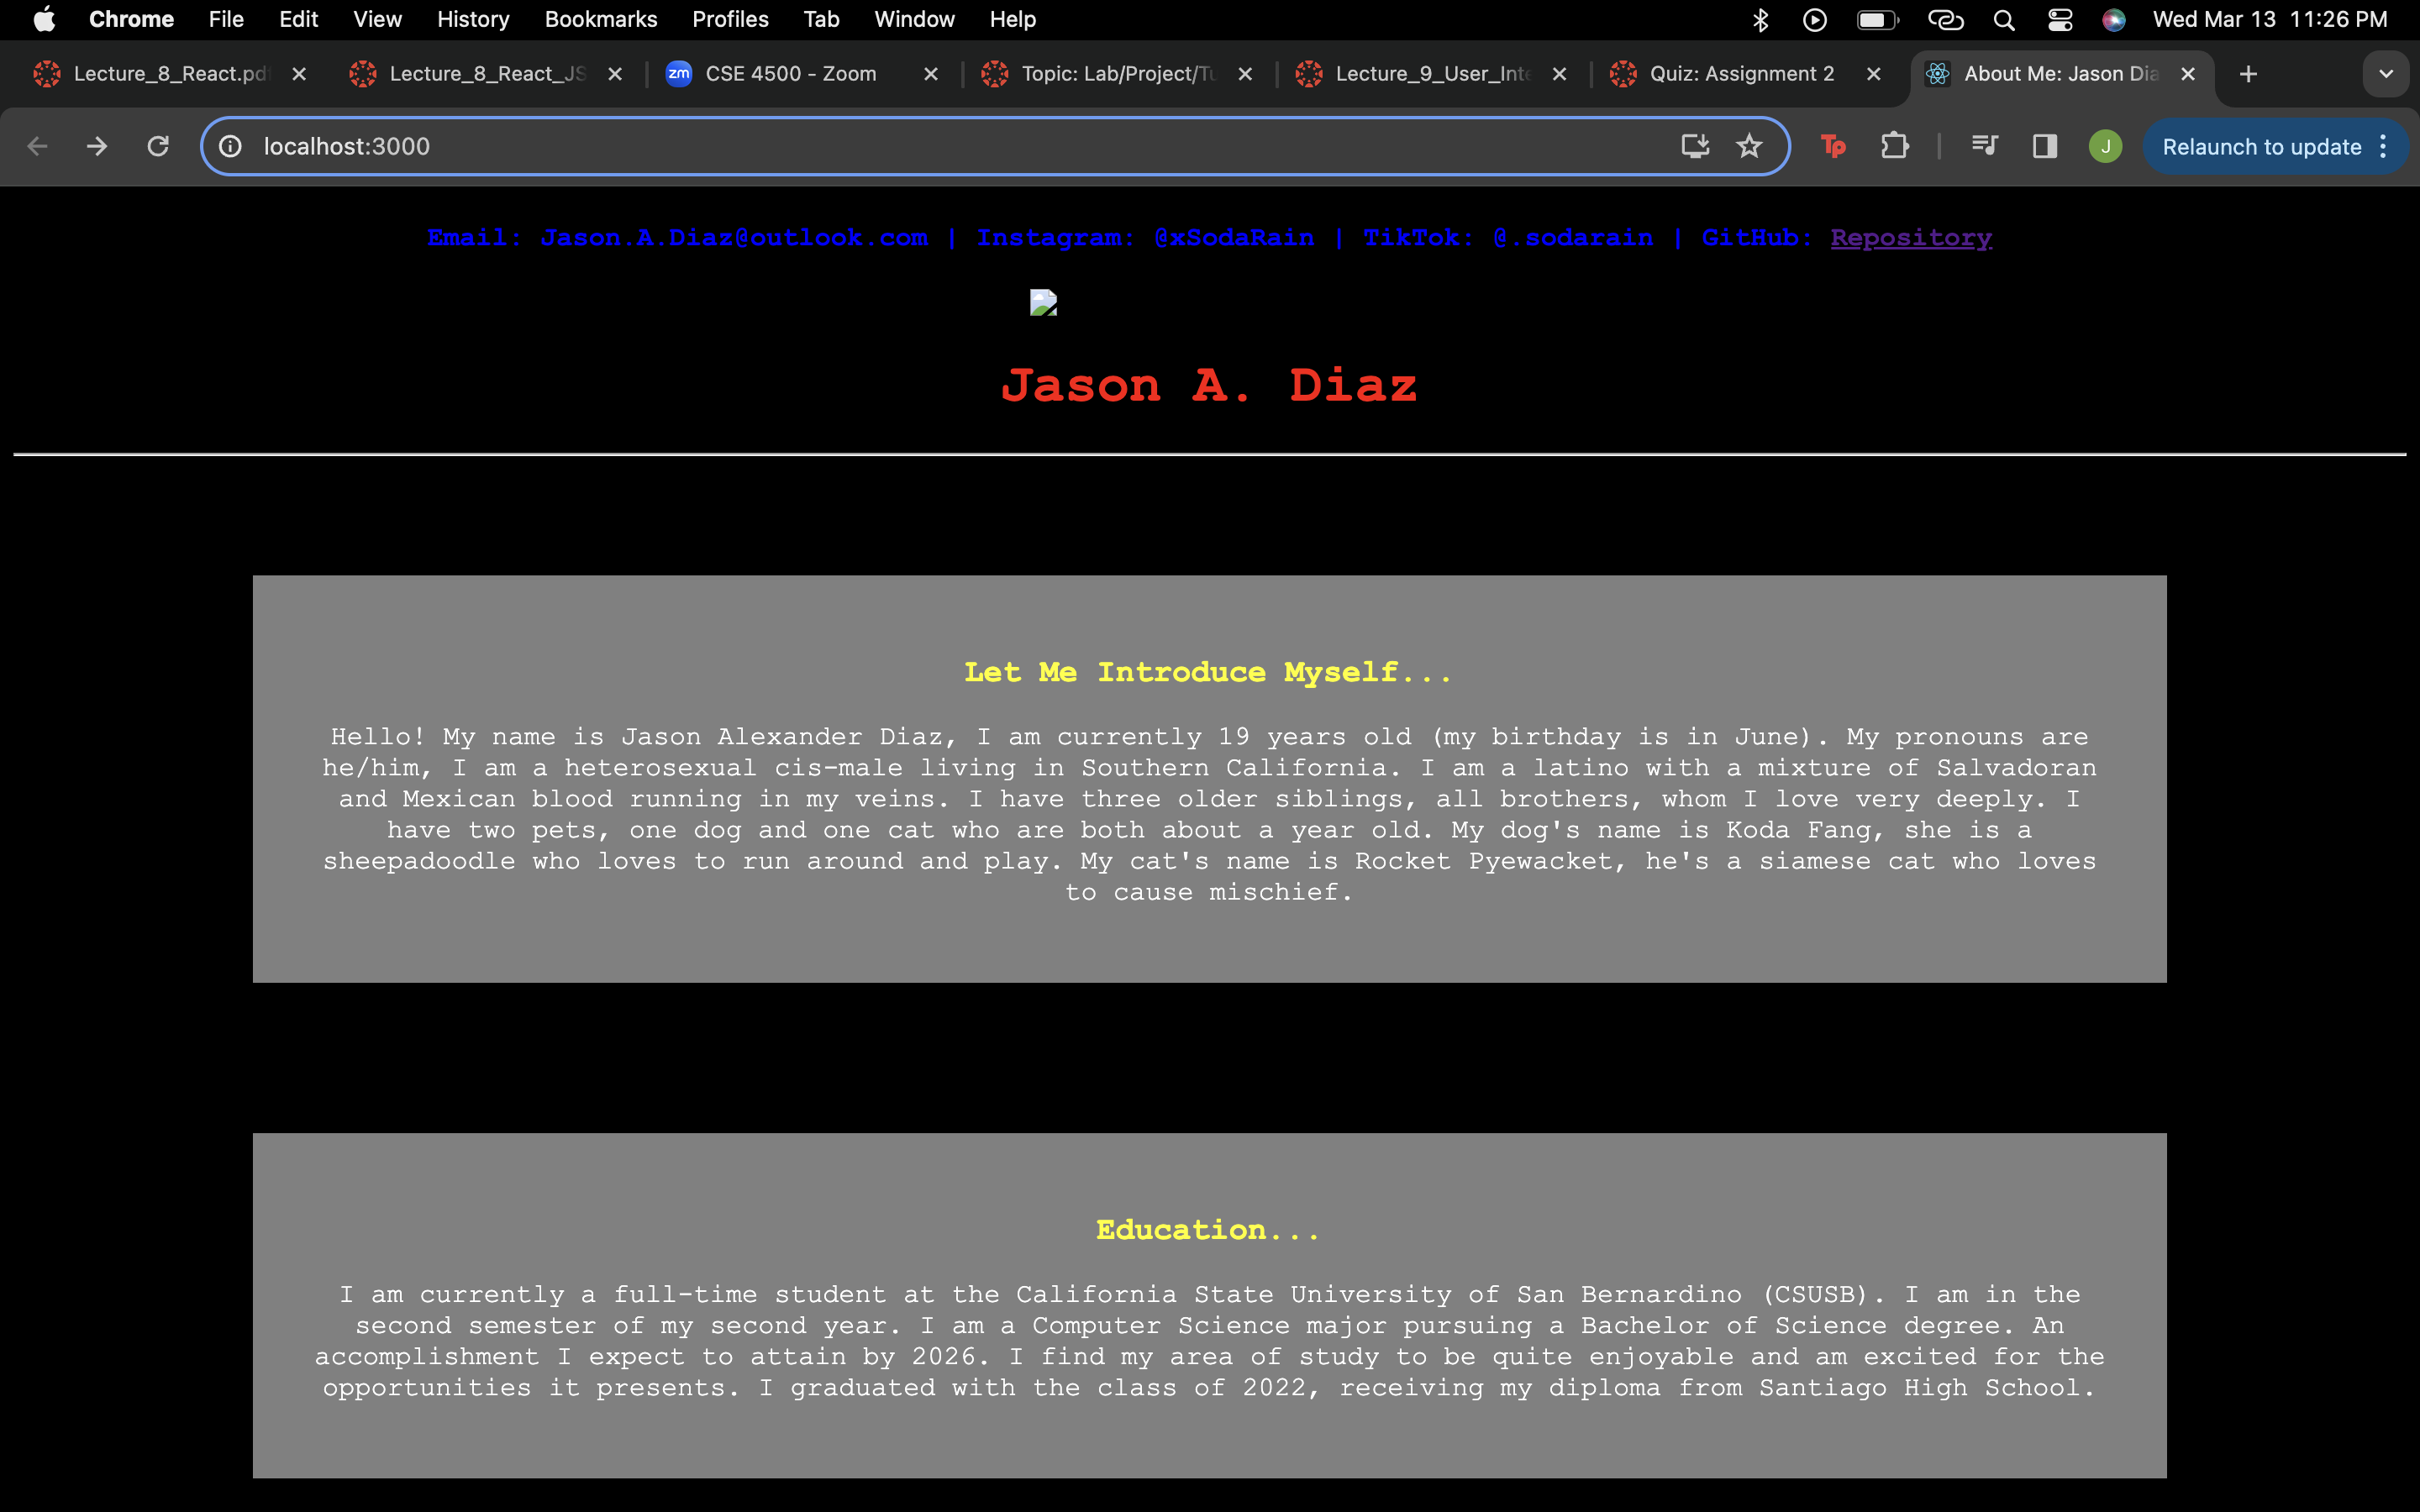 Chrome File Edit View History Bookmarks Profiles Tab Window Help Wed Mar 13 11:26 PM
Lecture_8_React.pd Lecture_8_React_JS zm CSE 4500 - Zoom Topic: Lab/Project/Tu Lecture_9_User_Inte Quiz: Assignment 2 About Me: Jason Dia
localhost:3000 Tp J Relaunch to update
Email: Jason.A.Diaz@outlook.com | Instagram: @xSodaRain | TikTok: @.sodarain | GitHub: Repository
Jason A. Diaz
Let Me Introduce Myself...
Hello! My name is Jason Alexander Diaz, I am currently 19 years old (my birthday is in June). My pronouns are
he/him, I am a heterosexual cis-male living in Southern California. I am a latino with a mixture of Salvadoran
and Mexican blood running in my veins. I have three older siblings, all brothers, whom I love very deeply. I
have two pets, one dog and one cat who are both about a year old. My dog's name is Koda Fang, she is a
sheepadoodle who loves to run around and play. My cat's name is Rocket Pyewacket, he's a siamese cat who loves
to cause mischief.
Education...
I am currently a full-time student at the California State University of San Bernardino (CSUSB). I am in the
second semester of my second year. I am a Computer Science major pursuing a Bachelor of Science degree. An
accomplishment I expect to attain by 2026. I find my area of study to be quite enjoyable and am excited for the
opportunities it presents. I graduated with the class of 2022, receiving my diploma from Santiago High School.